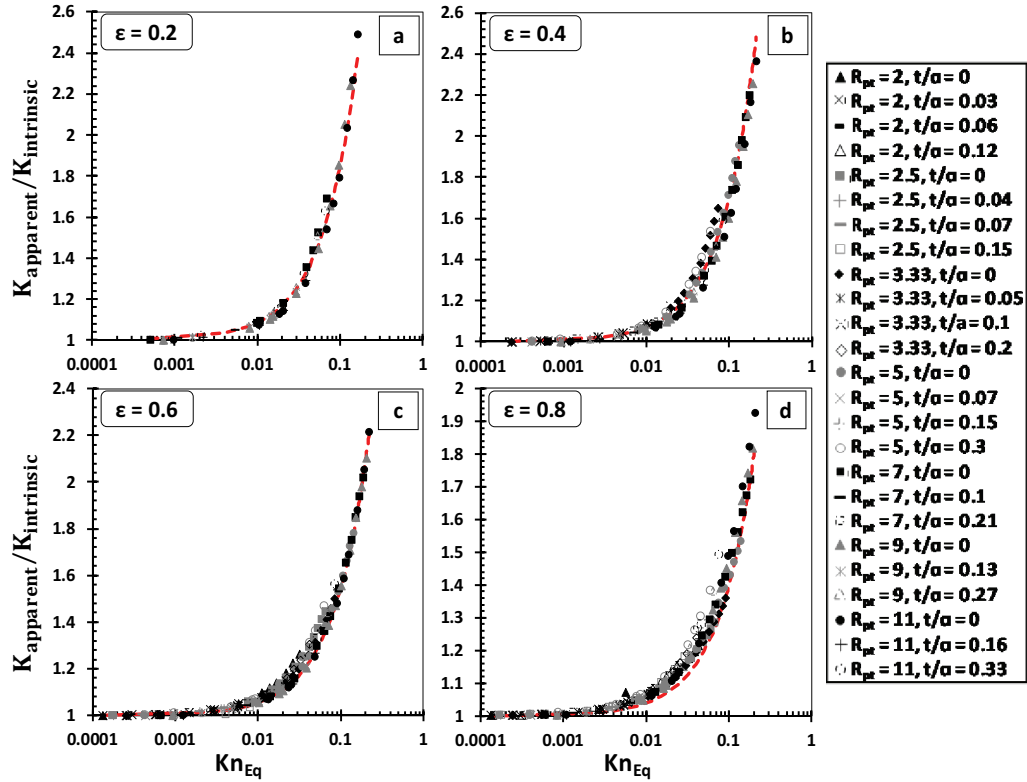 ε = 0.2
a
K_apparent/K_intrinsic
2.6
2.4
2.2
2
1.8
1.6
1.4
1.2
1
0.0001
0.001
0.01
0.1
1
Kn_Eq
ε = 0.4
b
2.6
2.4
2.2
2
1.8
1.6
1.4
1.2
1
0.0001
0.001
0.01
0.1
1
Kn_Eq
ε = 0.6
c
K_apparent/K_intrinsic
2.4
2.2
2
1.8
1.6
1.4
1.2
1
0.0001
0.001
0.01
0.1
1
Kn_Eq
ε = 0.8
d
2
1.9
1.8
1.7
1.6
1.5
1.4
1.3
1.2
1.1
1
0.0001
0.001
0.01
0.1
1
Kn_Eq
R_pt = 2, t/a = 0
R_pt = 2, t/a = 0.03
R_pt = 2, t/a = 0.06
R_pt = 2, t/a = 0.12
R_pt = 2.5, t/a = 0
R_pt = 2.5, t/a = 0.04
R_pt = 2.5, t/a = 0.07
R_pt = 2.5, t/a = 0.15
R_pt = 3.33, t/a = 0
R_pt = 3.33, t/a = 0.05
R_pt = 3.33, t/a = 0.1
R_pt = 3.33, t/a = 0.2
R_pt = 5, t/a = 0
R_pt = 5, t/a = 0.07
R_pt = 5, t/a = 0.15
R_pt = 5, t/a = 0.3
R_pt = 7, t/a = 0
R_pt = 7, t/a = 0.1
R_pt = 7, t/a = 0.21
R_pt = 9, t/a = 0
R_pt = 9, t/a = 0.13
R_pt = 9, t/a = 0.27
R_pt = 11, t/a = 0
R_pt = 11, t/a = 0.16
R_pt = 11, t/a = 0.33